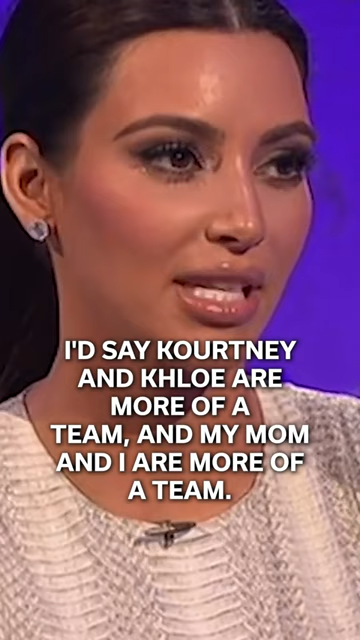 I'D SAY KOURTNEY
AND KHLOE ARE
MORE OF A
TEAM, AND MY MOM
AND I ARE MORE OF
A TEAM.